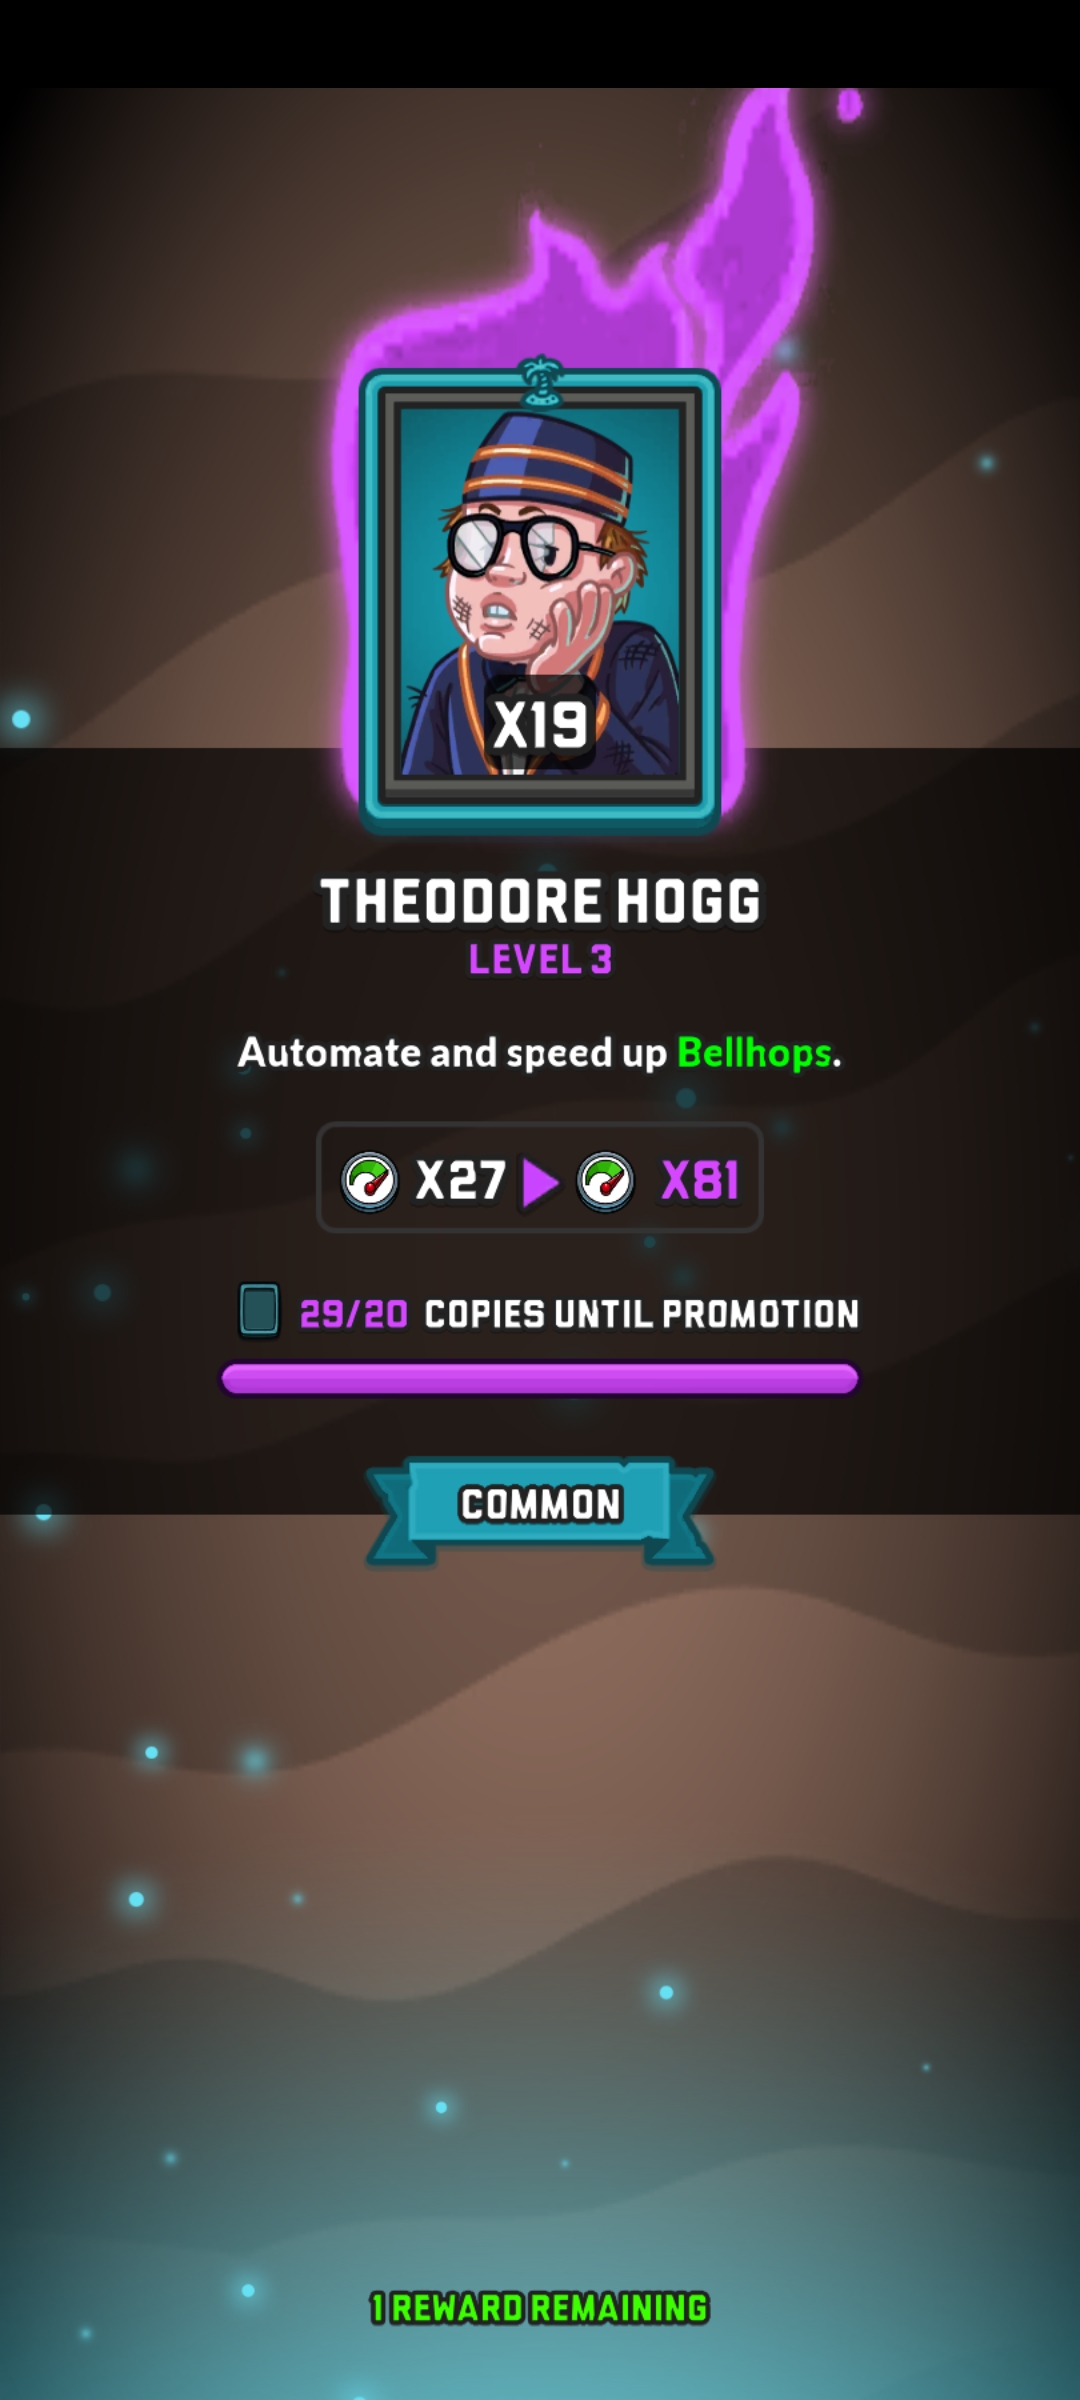 X19
THEODORE HOGG
LEVEL 3
Automate and speed up Bellhops.
X27 X81
29/20 COPIES UNTIL PROMOTION
COMMON
1 REWARD REMAINING